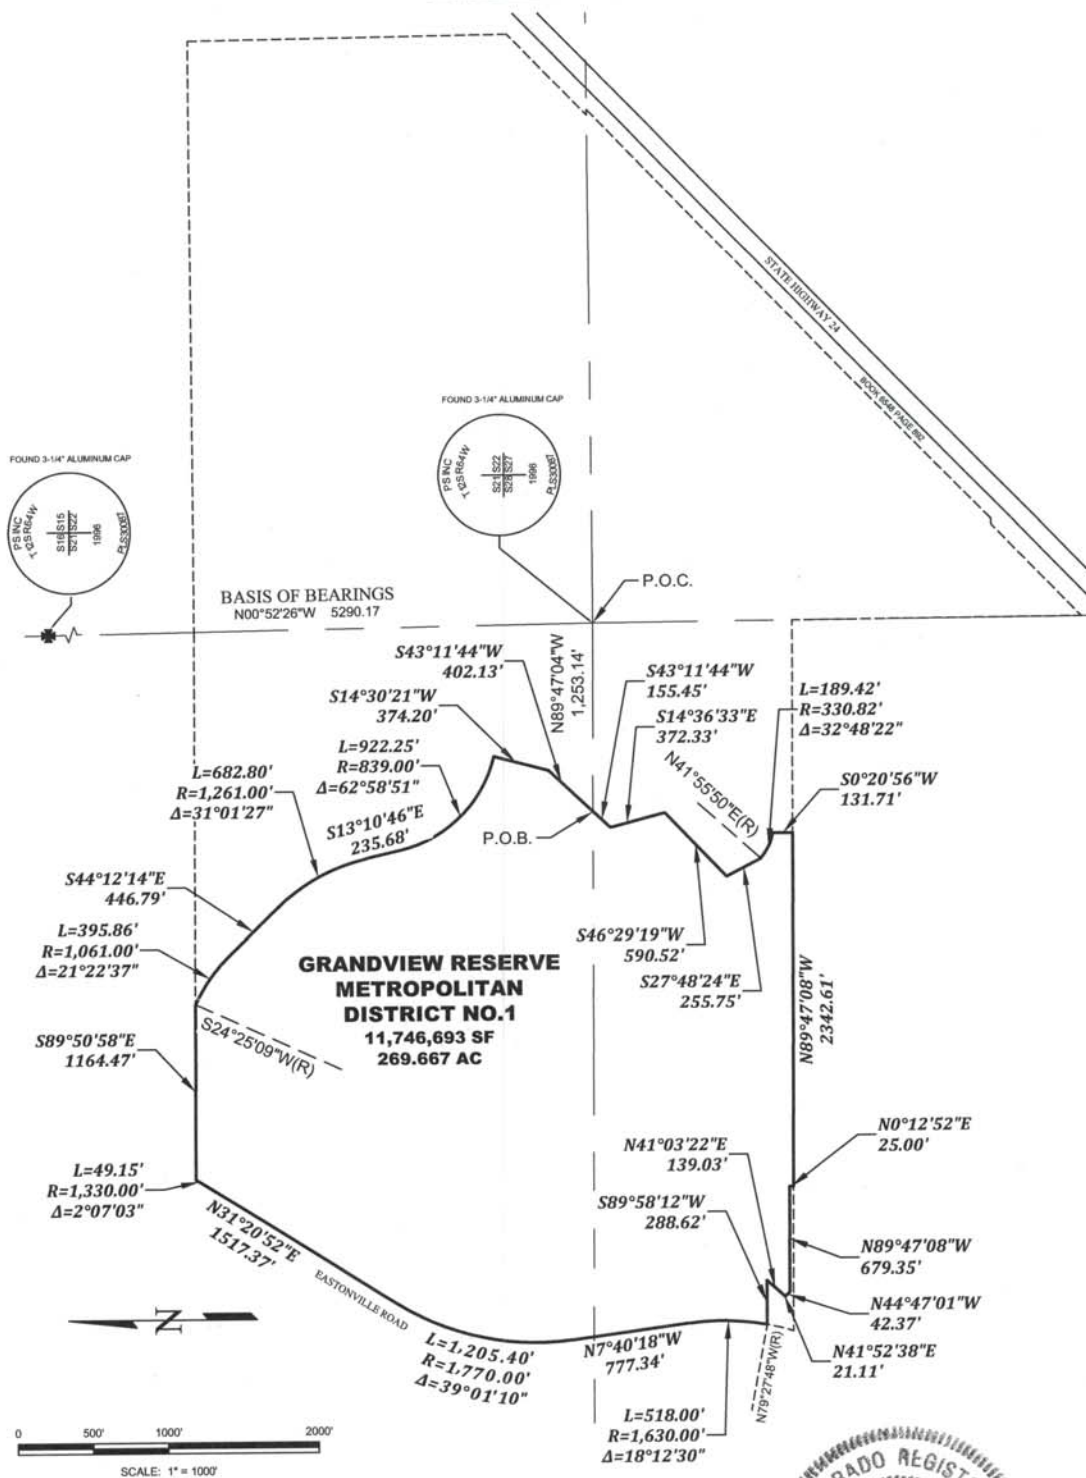 STATE HIGHWAY 24
BOOK 5548 PAGE 892
FOUND 3-1/4" ALUMINUM CAP
PS INC
T12S R64W
S21 S22
S28 S27
1996
PLS30087
FOUND 3-1/4" ALUMINUM CAP
PS INC
T12S R64W
S16 S15
S21 S22
1996
PLS30087
BASIS OF BEARINGS
N00°52'26"W 5290.17
P.O.C.
N89°47'04"W
1,253.14'
S43°11'44"W
402.13'
S14°30'21"W
374.20'
S43°11'44"W
155.45'
S14°36'33"E
372.33'
L=189.42'
R=330.82'
Δ=32°48'22"
L=922.25'
R=839.00'
Δ=62°58'51"
L=682.80'
R=1,261.00'
Δ=31°01'27"
N41°55'50"E(R)
S0°20'56"W
131.71'
S13°10'46"E
235.68'
P.O.B.
S44°12'14"E
446.79'
L=395.86'
R=1,061.00'
Δ=21°22'37"
S46°29'19"W
590.52'
S27°48'24"E
255.75'
GRANDVIEW RESERVE
METROPOLITAN
DISTRICT NO.1
11,746,693 SF
269.667 AC
N89°47'08"W
2342.61'
S24°25'09"W(R)
S89°50'58"E
1164.47'
N0°12'52"E
25.00'
N41°03'22"E
139.03'
S89°58'12"W
288.62'
L=49.15'
R=1,330.00'
Δ=2°07'03"
N31°20'52"E
1517.37'
EASTONVILLE ROAD
N89°47'08"W
679.35'
N44°47'01"W
42.37'
N41°52'38"E
21.11'
N
L=1,205.40'
R=1,770.00'
Δ=39°01'10"
N7°40'18"W
777.34'
N79°27'48"W(R)
L=518.00'
R=1,630.00'
Δ=18°12'30"
0 500' 1000' 2000'
SCALE: 1" = 1000'